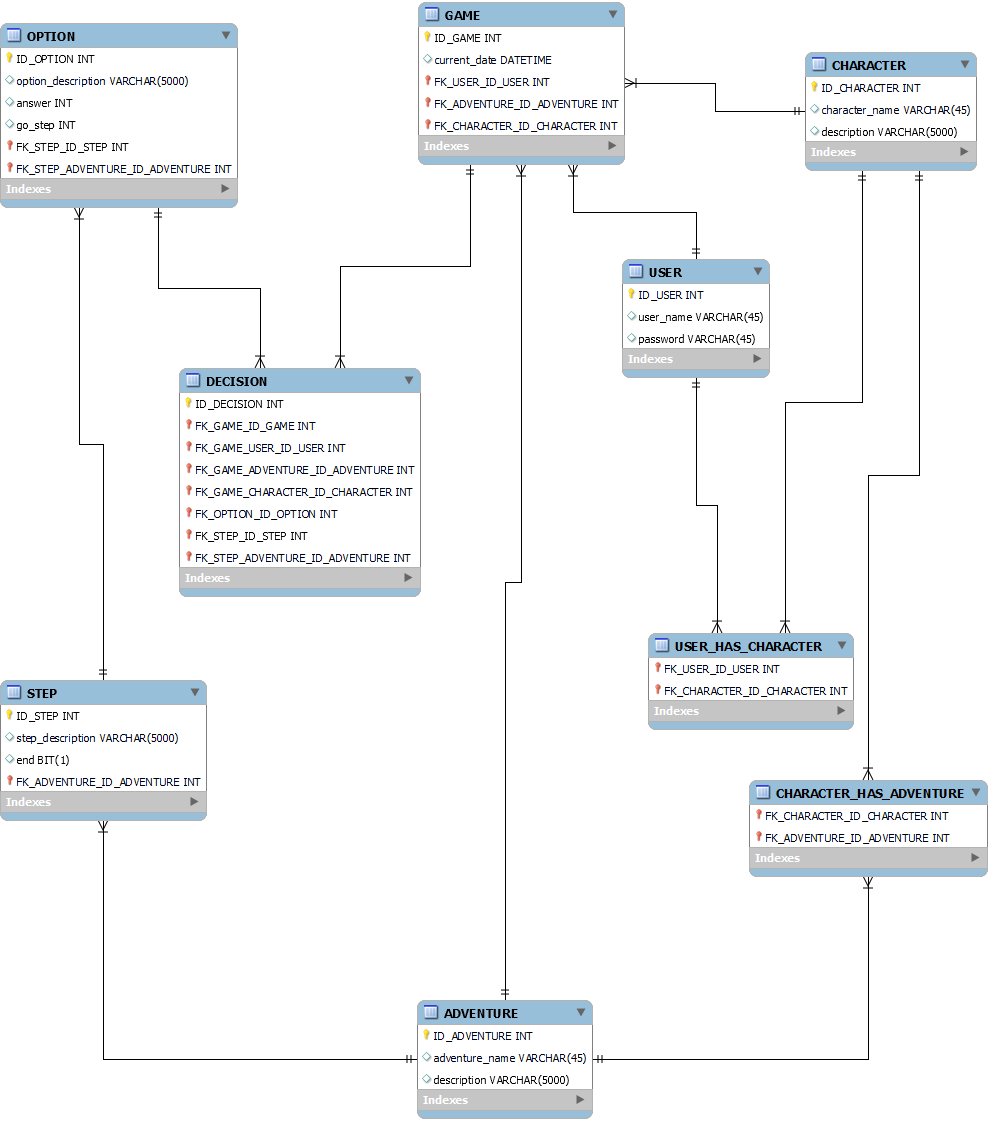 OPTION
ID_OPTION INT
option_description VARCHAR(5000)
answer INT
go_step INT
FK_STEP_ID_STEP INT
FK_STEP_ADVENTURE_ID_ADVENTURE INT
Indexes
GAME
ID_GAME INT
current_date DATETIME
FK_USER_ID_USER INT
FK_ADVENTURE_ID_ADVENTURE INT
FK_CHARACTER_ID_CHARACTER INT
Indexes
CHARACTER
ID_CHARACTER INT
character_name VARCHAR(45)
description VARCHAR(5000)
Indexes
USER
ID_USER INT
user_name VARCHAR(45)
password VARCHAR(45)
Indexes
DECISION
ID_DECISION INT
FK_GAME_ID_GAME INT
FK_GAME_USER_ID_USER INT
FK_GAME_ADVENTURE_ID_ADVENTURE INT
FK_GAME_CHARACTER_ID_CHARACTER INT
FK_OPTION_ID_OPTION INT
FK_STEP_ID_STEP INT
FK_STEP_ADVENTURE_ID_ADVENTURE INT
Indexes
USER_HAS_CHARACTER
FK_USER_ID_USER INT
FK_CHARACTER_ID_CHARACTER INT
Indexes
STEP
ID_STEP INT
step_description VARCHAR(5000)
end BIT(1)
FK_ADVENTURE_ID_ADVENTURE INT
Indexes
CHARACTER_HAS_ADVENTURE
FK_CHARACTER_ID_CHARACTER INT
FK_ADVENTURE_ID_ADVENTURE INT
Indexes
ADVENTURE
ID_ADVENTURE INT
adventure_name VARCHAR(45)
description VARCHAR(5000)
Indexes